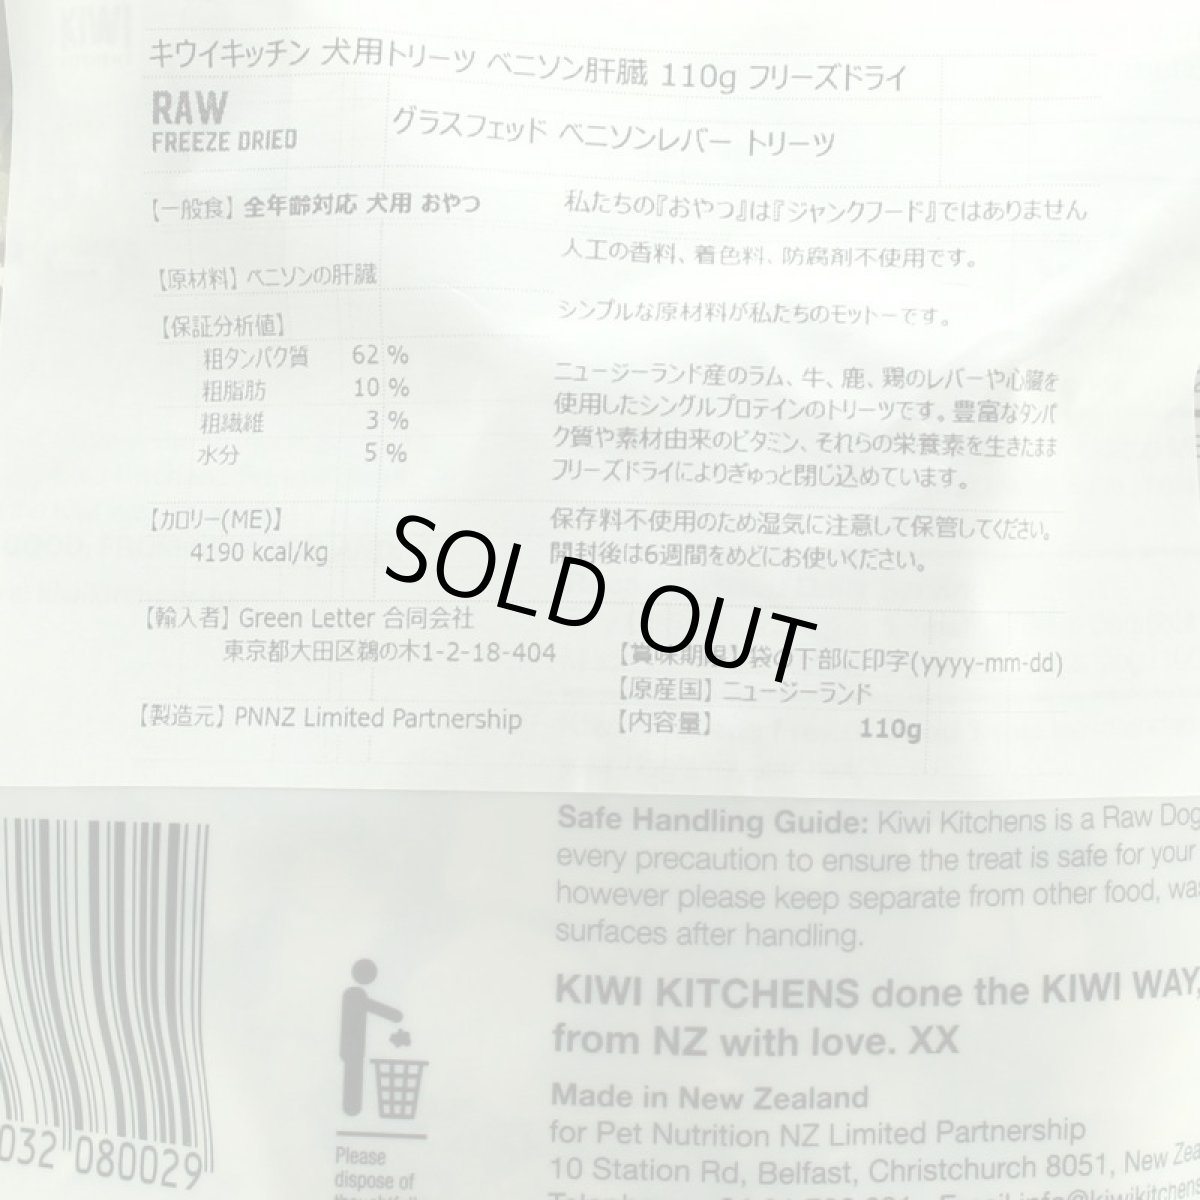 KIWI
キウイキッチン 犬用トリーツ ベニソン肝臓 110g フリーズドライ
RAW
FREEZE DRIED
グラスフェッド ベニソンレバー トリーツ
【一般食】全年齢対応 犬用 おやつ
【原材料】ベニソンの肝臓
【保証分析値】
粗タンパク質 62 %
粗脂肪 10 %
粗繊維 3 %
水分 5 %
【カロリー(ME)】
4190 kcal/kg
私たちの『おやつ』は『ジャンクフード』ではありません
人工の香料、着色料、防腐剤不使用です。
シンプルな原材料が私たちのモットーです。
ニュージーランド産のラム、牛、鹿、鶏のレバーや心臓を
使用したシングルプロテインのトリーツです。豊富なタンパ
ク質や素材由来のビタミン、それらの栄養素を生きたまま
フリーズドライによりぎゅっと閉じ込めています。
保存料不使用のため湿気に注意して保管してください。
開封後は6週間をめどにお使いください。
SOLD OUT
【輸入者】Green Letter 合同会社
東京都大田区鵜の木1-2-18-404
【製造元】PNNZ Limited Partnership
【賞味期限】袋の下部に印字(yyyy-mm-dd)
【原産国】ニュージーランド
【内容量】 110g
032 080029
Please
dispose of
Safe Handling Guide: Kiwi Kitchens is a Raw Dog
every precaution to ensure the treat is safe for your
however please keep separate from other food,
surfaces after handling.
KIWI KITCHENS done the KIWI WAY,
from NZ with love. XX
Made in New Zealand
for Pet Nutrition NZ Limited Partnership
10 Station Rd, Belfast, Christchurch 8051, New